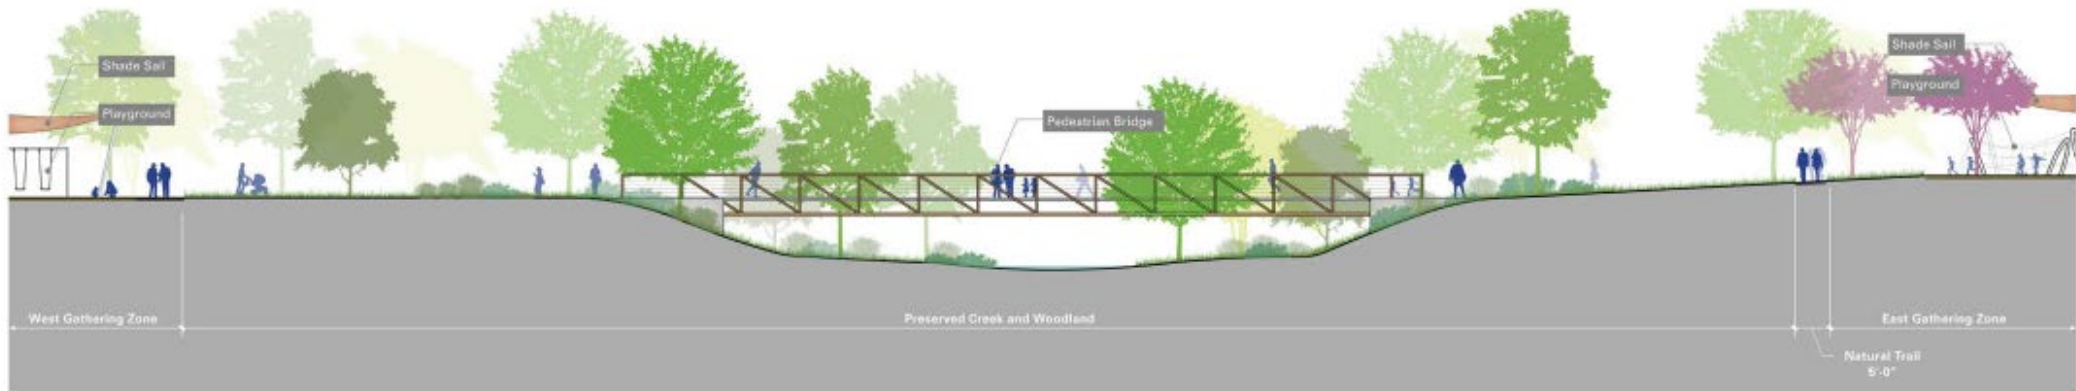 Shade Sail
Playground
Pedestrian Bridge
Shade Sail
Playground
West Gathering Zone
Preserved Creek and Woodland
East Gathering Zone
Natural Trail
5'-0"